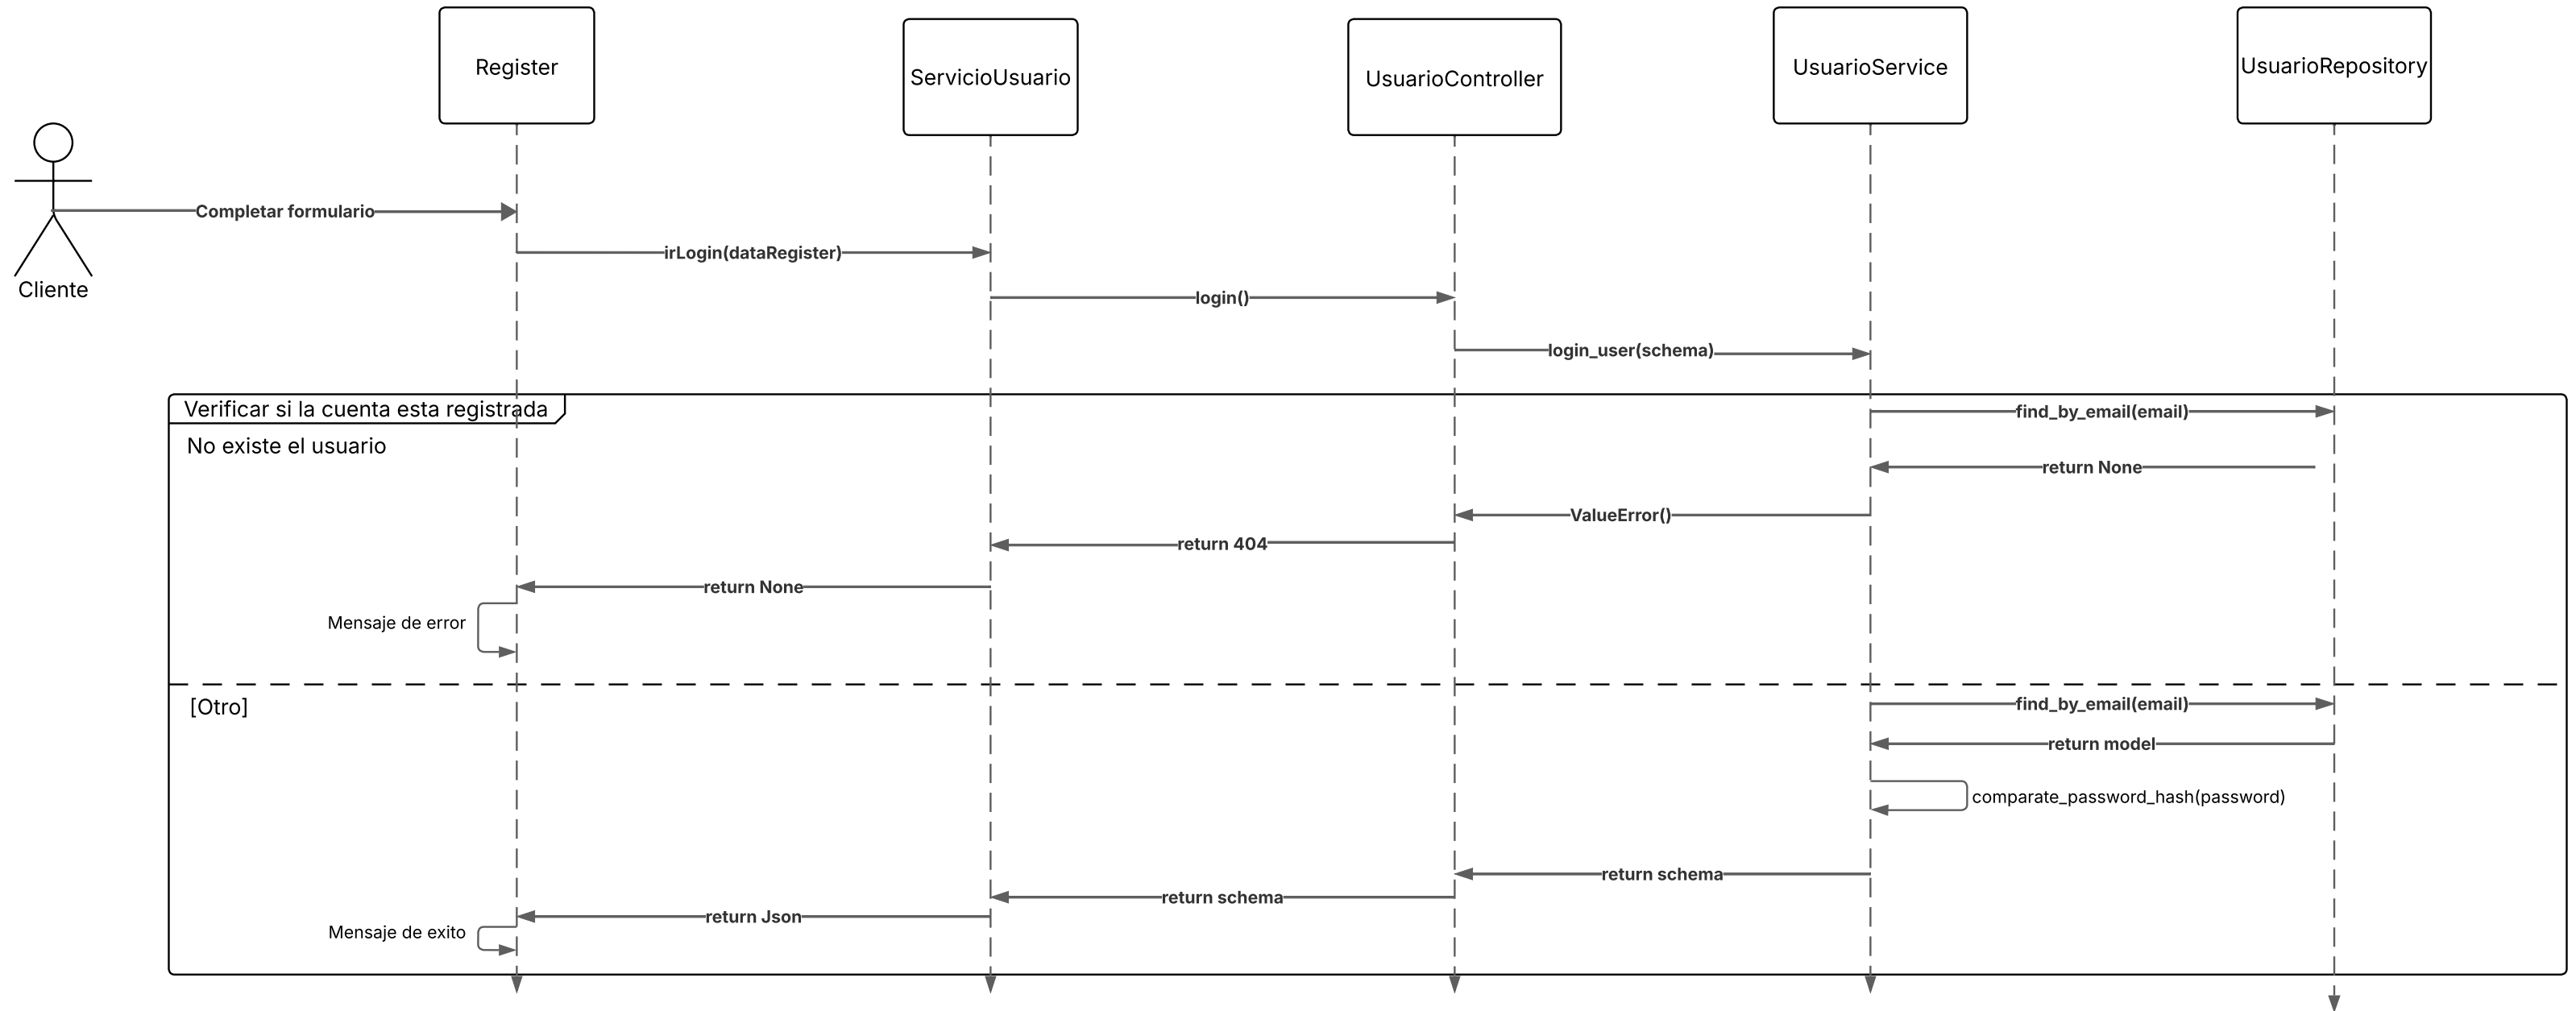 Register
ServicioUsuario
UsuarioController
UsuarioService
UsuarioRepository
Cliente
Completar formulario
irLogin(dataRegister)
login()
login_user(schema)
Verificar si la cuenta esta registrada
find_by_email(email)
No existe el usuario
return None
ValueError()
return 404
return None
Mensaje de error
[Otro]
find_by_email(email)
return model
comparate_password_hash(password)
return schema
return schema
return Json
Mensaje de exito